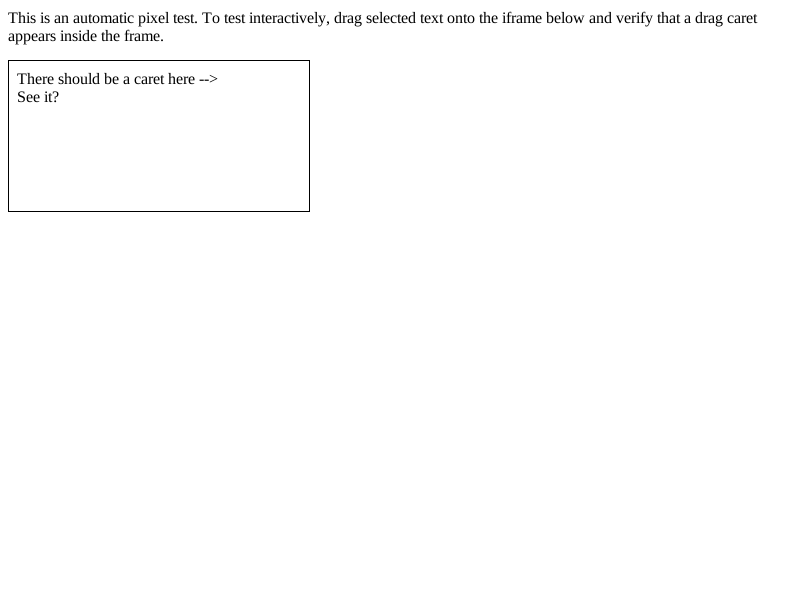 This is an automatic pixel test. To test interactively, drag selected text onto the iframe below and verify that a drag caret
appears inside the frame.
There should be a caret here -->
See it?